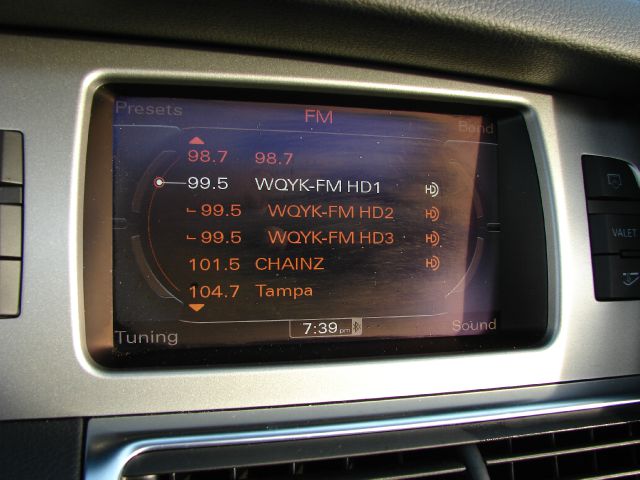 Presets
FM
Band
98.7 98.7
99.5 WQYK-FM HD1
99.5 WQYK-FM HD2
99.5 WQYK-FM HD3
101.5 CHAINZ
104.7 Tampa
7:39 pm
Tuning
Sound
VALET